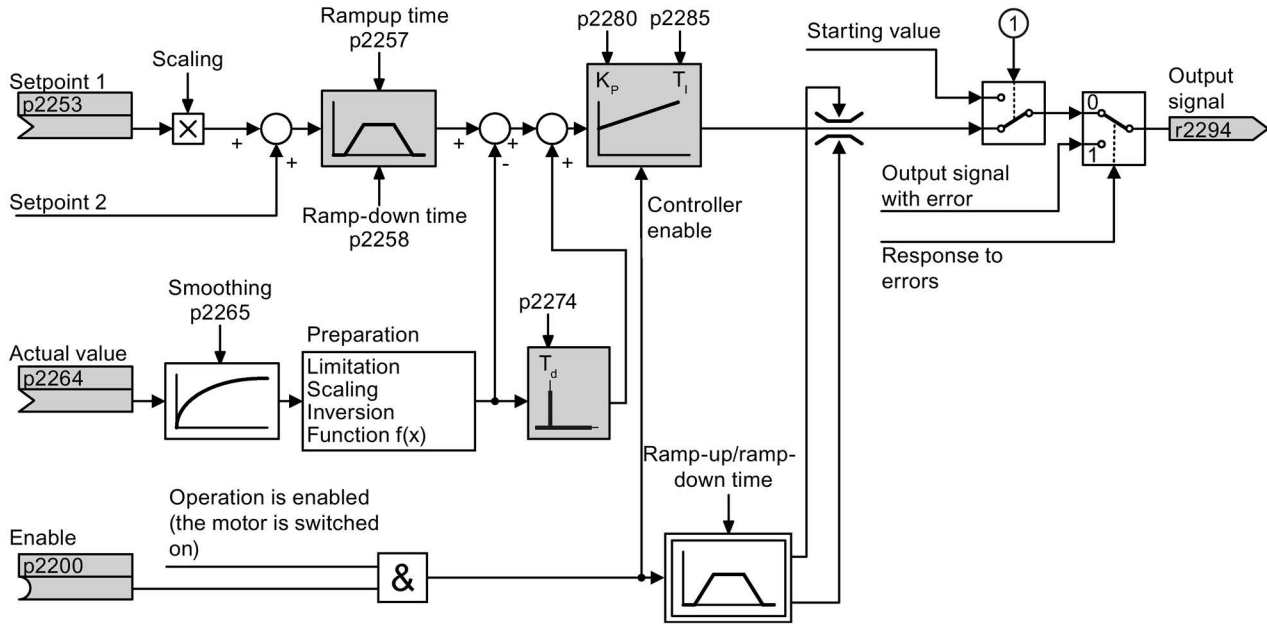 Rampup time
p2257
p2280
p2285
1
Starting value
Scaling
Setpoint 1
p2253
×
+
+
+
-
+
+
K_P
T_I
0
1
Output
signal
r2294
Setpoint 2
Ramp-down time
p2258
Controller
enable
Output signal
with error
Response to
errors
Smoothing
p2265
p2274
Actual value
p2264
Preparation
Limitation
Scaling
Inversion
Function f(x)
T_d
Ramp-up/ramp-
down time
Operation is enabled
(the motor is switched
on)
Enable
p2200
&